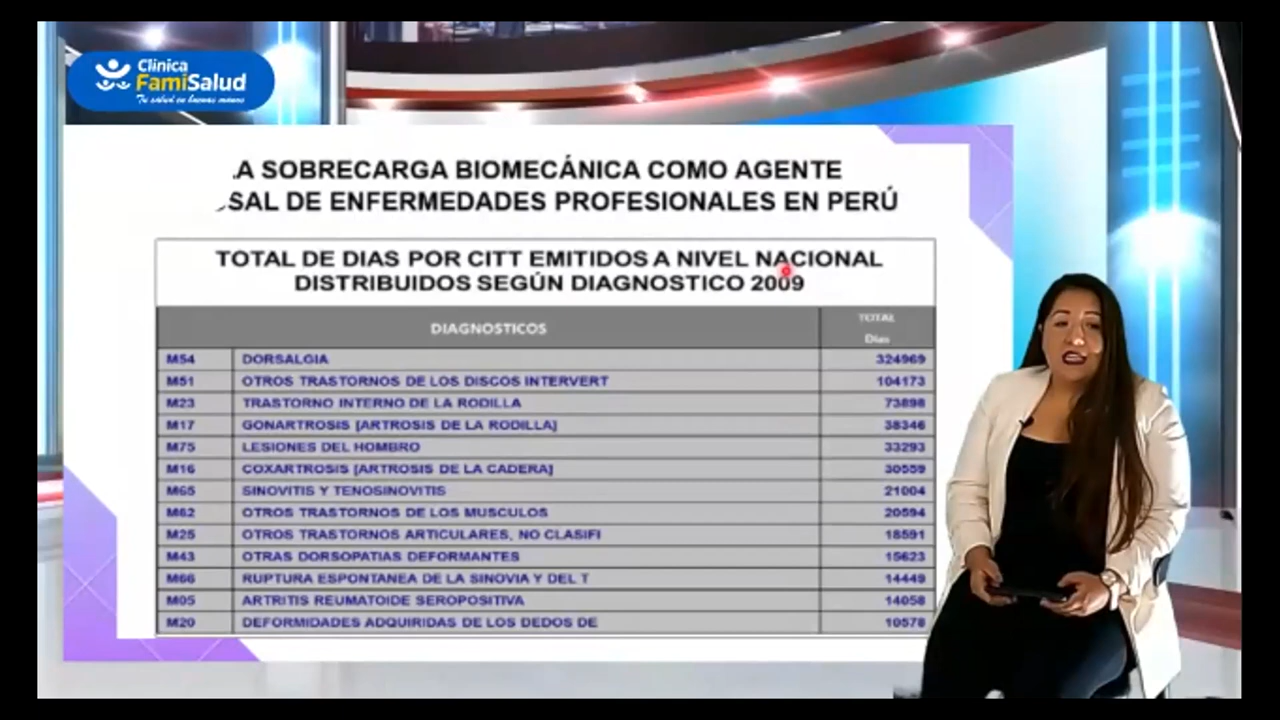 Clínica
FamiSalud
Tu salud en buenas manos
A SOBRECARGA BIOMECÁNICA COMO AGENTE
SAL DE ENFERMEDADES PROFESIONALES EN PERÚ
TOTAL DE DIAS POR CITT EMITIDOS A NIVEL NACIONAL
DISTRIBUIDOS SEGÚN DIAGNOSTICO 2009
DIAGNOSTICOS TOTAL
Dias
M54 DORSALGIA 324969
M51 OTROS TRASTORNOS DE LOS DISCOS INTERVERT 104173
M23 TRASTORNO INTERNO DE LA RODILLA 73898
M17 GONARTROSIS [ARTROSIS DE LA RODILLA] 38346
M75 LESIONES DEL HOMBRO 33293
M16 COXARTROSIS [ARTROSIS DE LA CADERA] 30559
M65 SINOVITIS Y TENOSINOVITIS 21004
M62 OTROS TRASTORNOS DE LOS MUSCULOS 20594
M25 OTROS TRASTORNOS ARTICULARES, NO CLASIFI 18591
M43 OTRAS DORSOPATIAS DEFORMANTES 15623
M66 RUPTURA ESPONTANEA DE LA SINOVIA Y DEL T 14449
M05 ARTRITIS REUMATOIDE SEROPOSITIVA 14058
M20 DEFORMIDADES ADQUIRIDAS DE LOS DEDOS DE 10578